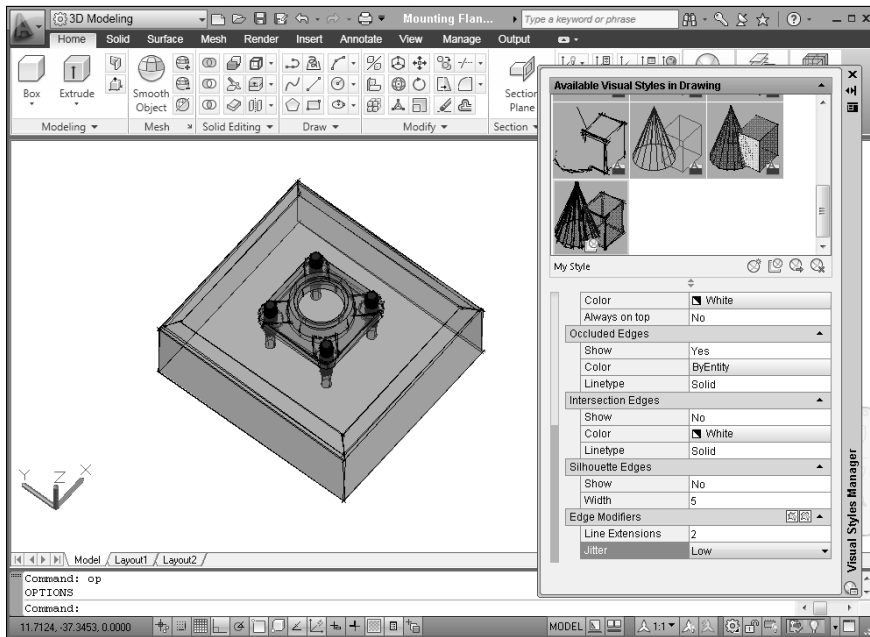 3D Modeling
Mounting Flan...
Type a keyword or phrase
Home Solid Surface Mesh Render Insert Annotate View Manage Output
Box
Extrude
Smooth Object
Section Plane
Modeling
Mesh
Solid Editing
Draw
Modify
Section
Available Visual Styles in Drawing
My Style
Color White
Always on top No
Occluded Edges
Show Yes
Color ByEntity
Linetype Solid
Intersection Edges
Show No
Color White
Linetype Solid
Silhouette Edges
Show No
Width 5
Edge Modifiers
Line Extensions 2
Jitter Low
Visual Styles Manager
Y Z X
Model Layout1 Layout2
Command: op
OPTIONS
Command:
11.7124, -37.3453, 0.0000
MODEL
1:1